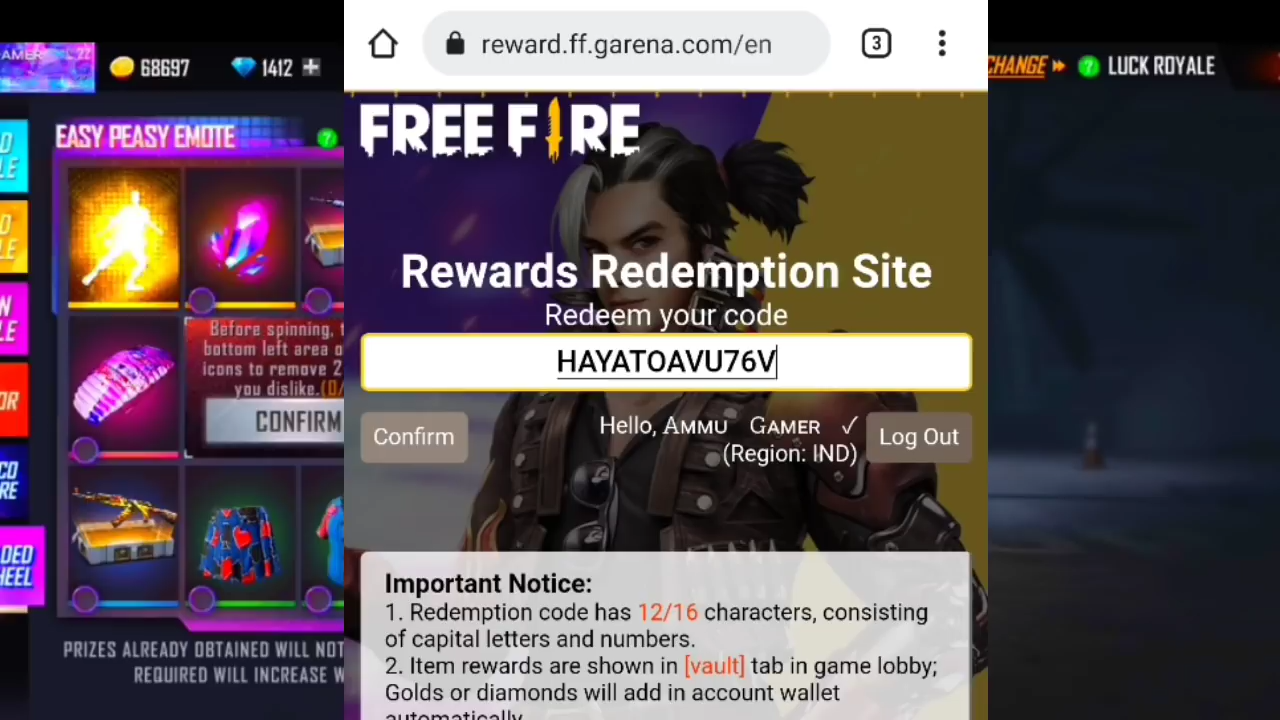 68697
1412
CHANGE
LUCK ROYALE
EASY PEASY EMOTE
Before spinning,
bottom left area
icons to remove 2
you dislike.
CONFIRM
PRIZES ALREADY OBTAINED WILL NOT
REQUIRED WILL INCREASE
3
reward.ff.garena.com/en
FREE FIRE
Rewards Redemption Site
Redeem your code
HAYATOAVU76V
Confirm
Hello, AMMU GAMER ✓
(Region: IND)
Log Out
Important Notice:
1. Redemption code has 12/16 characters, consisting
of capital letters and numbers.
2. Item rewards are shown in [vault] tab in game lobby;
Golds or diamonds will add in account wallet
automatically